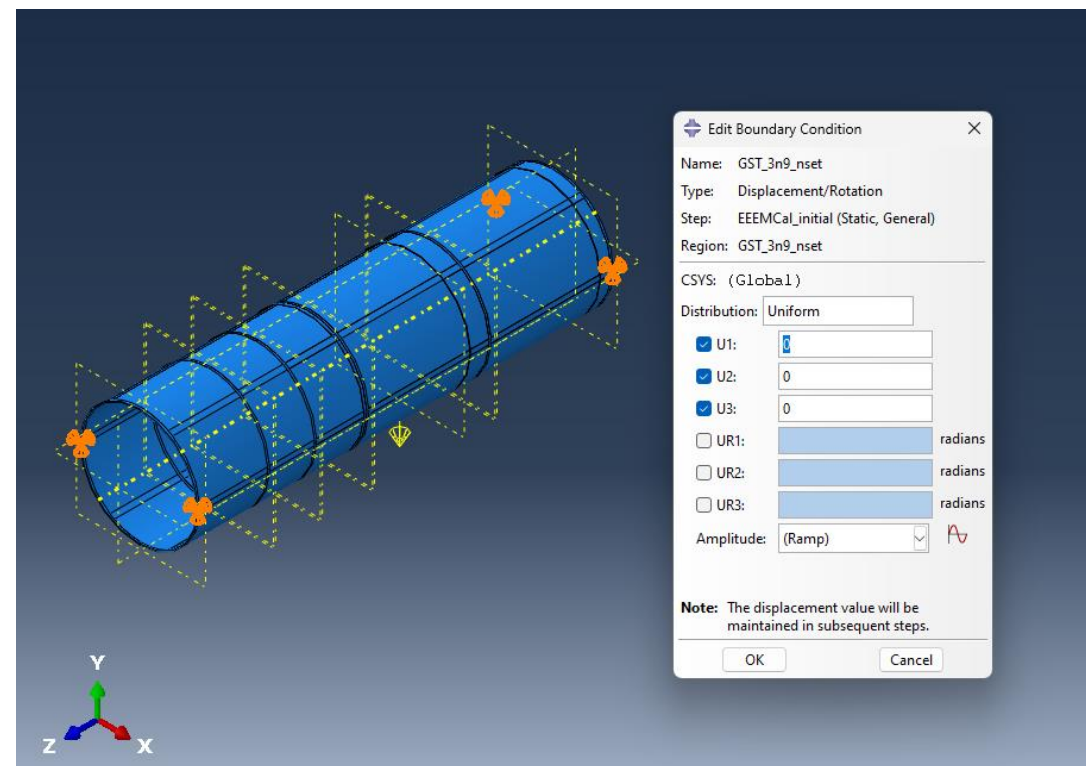 Edit Boundary Condition
Name: GST_3n9_nset
Type: Displacement/Rotation
Step: EEEMCal_initial (Static, General)
Region: GST_3n9_nset
CSYS: (Global)
Distribution: Uniform
U1: 0
U2: 0
U3: 0
UR1: radians
UR2: radians
UR3: radians
Amplitude: (Ramp)
Note: The displacement value will be
maintained in subsequent steps.
OK Cancel
Y
Z X